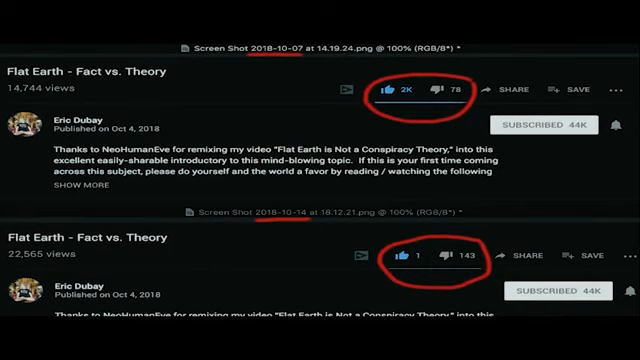 Screen Shot 2018-10-07 at 14.19.24.png @ 100% (RGB/8*) *
Flat Earth - Fact vs. Theory
14,744 views
2K 78 SHARE SAVE
Eric Dubay
Published on Oct 4, 2018
SUBSCRIBED 44K
Thanks to NeoHumanEve for remixing my video "Flat Earth is Not a Conspiracy Theory," into this
excellent easily-sharable introductory to this mind-blowing topic. If this is your first time coming
across this subject, please do yourself and the world a favor by reading / watching the following
SHOW MORE
Screen Shot 2018-10-14 at 18.12.21.png @ 100% (RGB/8*) *
Flat Earth - Fact vs. Theory
22,565 views
1 143 SHARE SAVE
Eric Dubay
Published on Oct 4, 2018
SUBSCRIBED 44K
Thanks to NeoHumanEve for remixing my video "Flat Earth is Not a Conspiracy Theory," into this